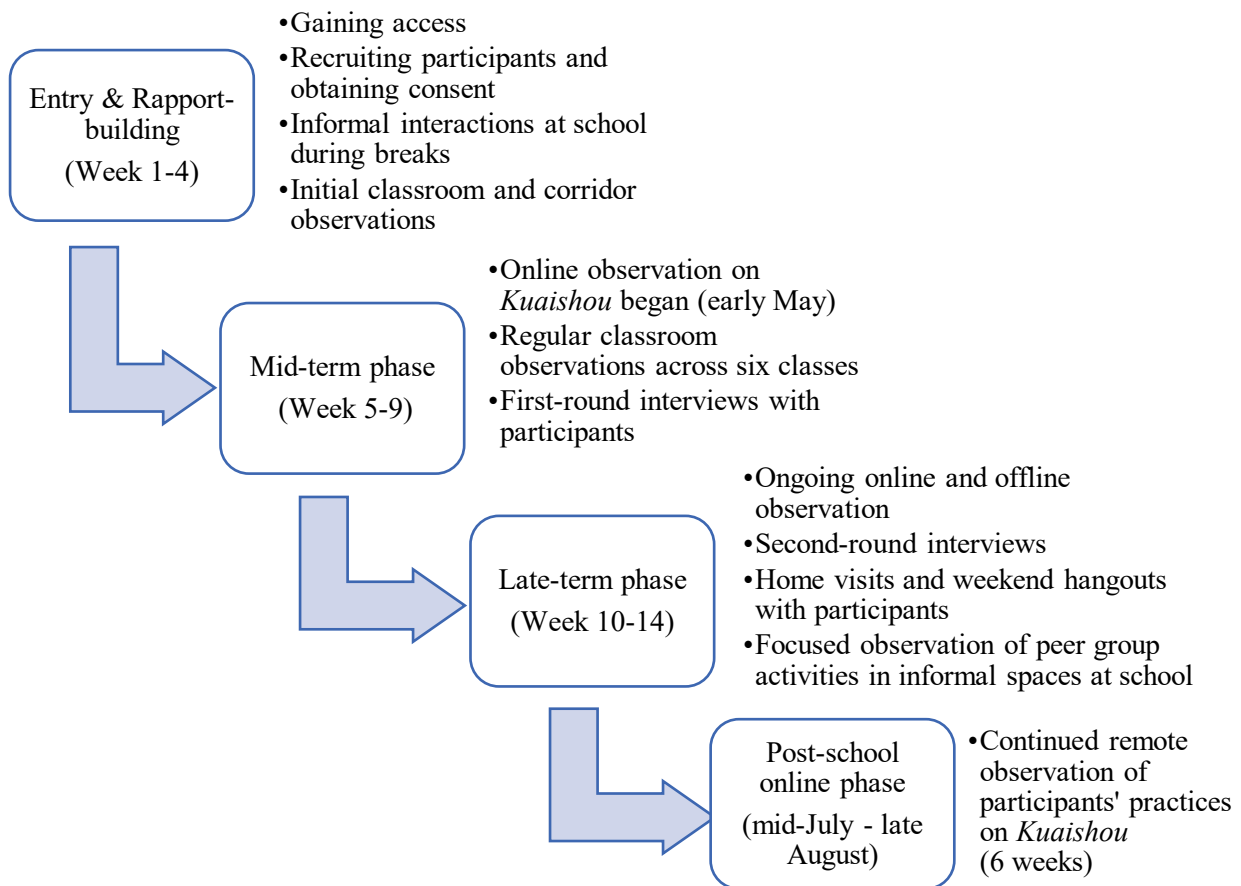 Entry & Rapport-
building
(Week 1-4)
•Gaining access
•Recruiting participants and
obtaining consent
•Informal interactions at school
during breaks
•Initial classroom and corridor
observations
Mid-term phase
(Week 5-9)
•Online observation on
Kuaishou began (early May)
•Regular classroom
observations across six classes
•First-round interviews with
participants
Late-term phase
(Week 10-14)
•Ongoing online and offline
observation
•Second-round interviews
•Home visits and weekend hangouts
with participants
•Focused observation of peer group
activities in informal spaces at school
Post-school
online phase
(mid-July - late
August)
•Continued remote
observation of
participants' practices
on Kuaishou
(6 weeks)